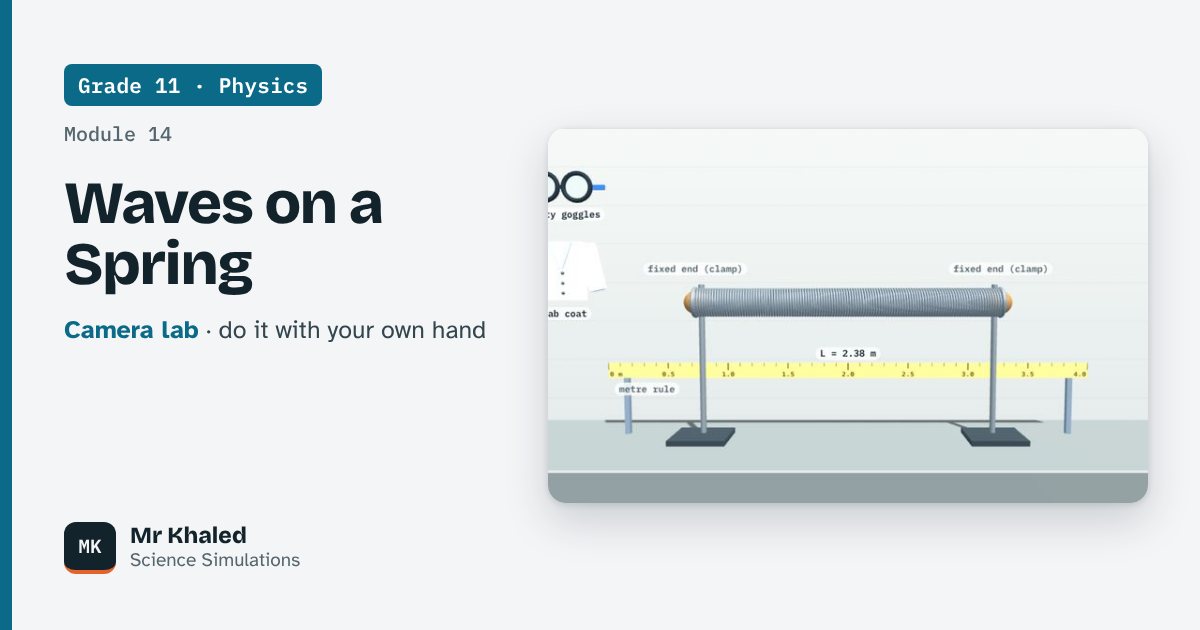 Grade 11 · Physics
Module 14
Waves on a
Spring
Camera lab · do it with your own hand
MK
Mr Khaled
Science Simulations
goggles
coat
fixed end (clamp)
fixed end (clamp)
L = 2.38 m
0 m 0.5 1.0 1.5 2.0 2.5 3.0 3.5 4.0
metre rule